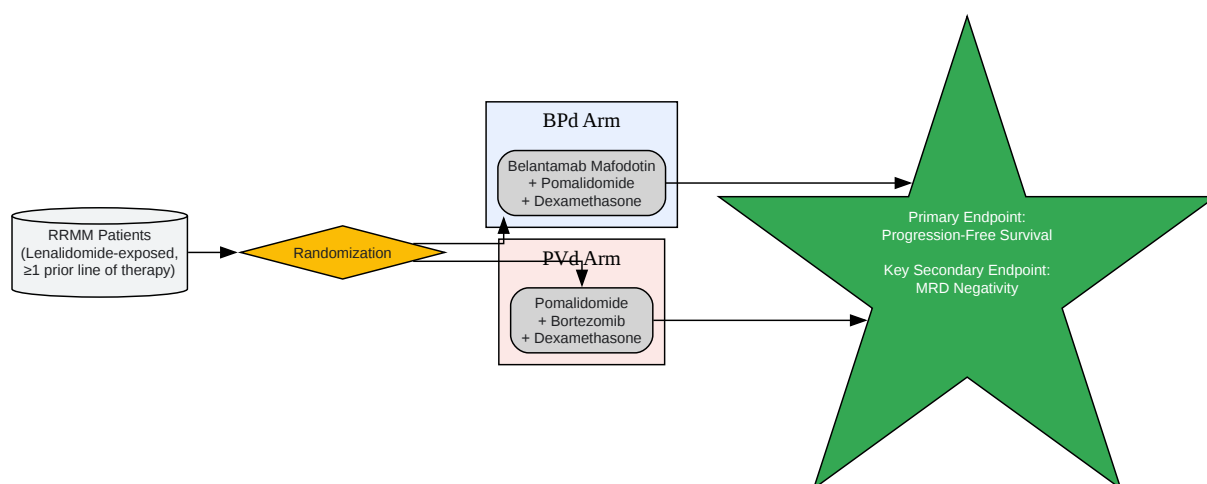 RRMM Patients
(Lenalidomide-exposed,
≥1 prior line of therapy)
Randomization
BPd Arm
Belantamab Mafodotin
+ Pomalidomide
+ Dexamethasone
PVd Arm
Pomalidomide
+ Bortezomib
+ Dexamethasone
Primary Endpoint:
Progression-Free Survival
Key Secondary Endpoint:
MRD Negativity